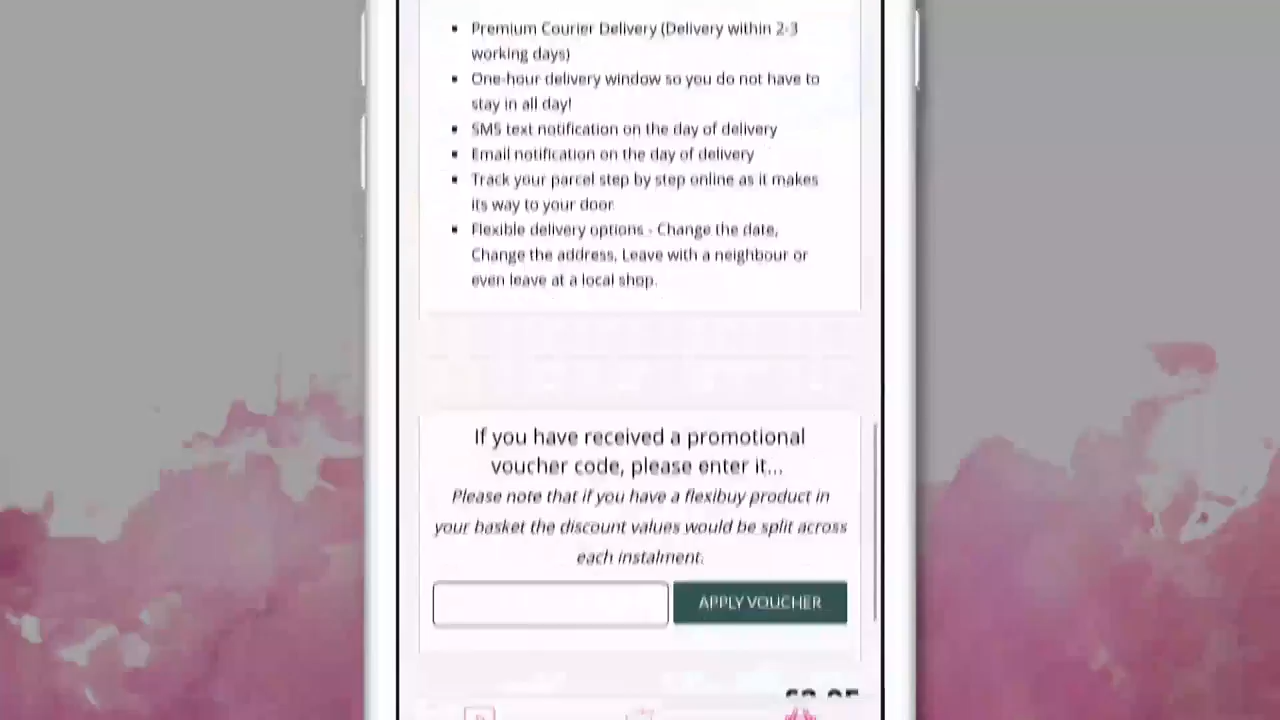 Premium Courier Delivery (Delivery within 2-3
working days)
One-hour delivery window so you do not have to
stay in all day!
SMS text notification on the day of delivery
Email notification on the day of delivery
Track your parcel step by step online as it makes
its way to your door
Flexible delivery options - Change the date,
Change the address, Leave with a neighbour or
even leave at a local shop.
If you have received a promotional
voucher code, please enter it...
Please note that if you have a flexibuy product in
your basket the discount values would be split across
each instalment.
APPLY VOUCHER